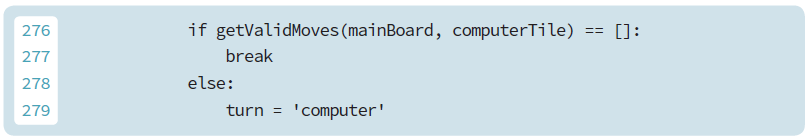 276 if getValidMoves(mainBoard, computerTile) == []:
277 break
278 else:
279 turn = 'computer'